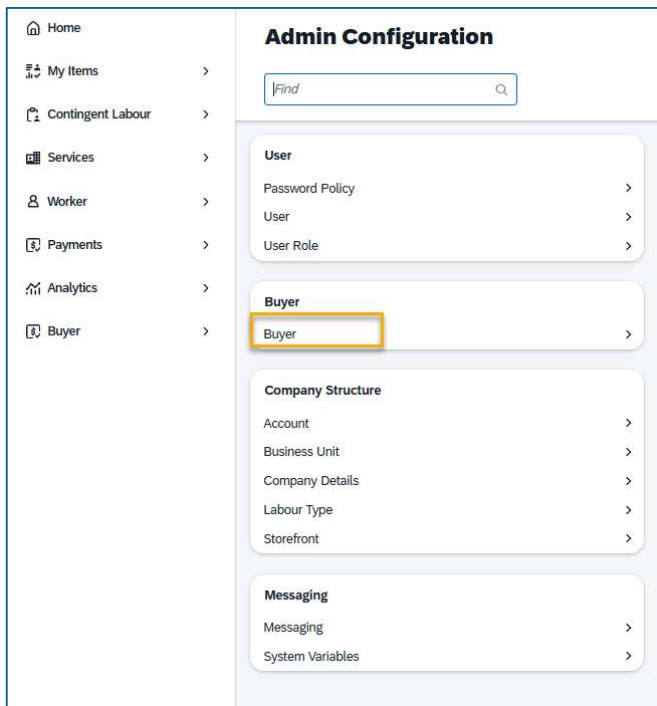 Home
My Items
Contingent Labour
Services
Worker
Payments
Analytics
Buyer
Admin Configuration
Find
User
Password Policy
User
User Role
Buyer
Buyer
Company Structure
Account
Business Unit
Company Details
Labour Type
Storefront
Messaging
Messaging
System Variables